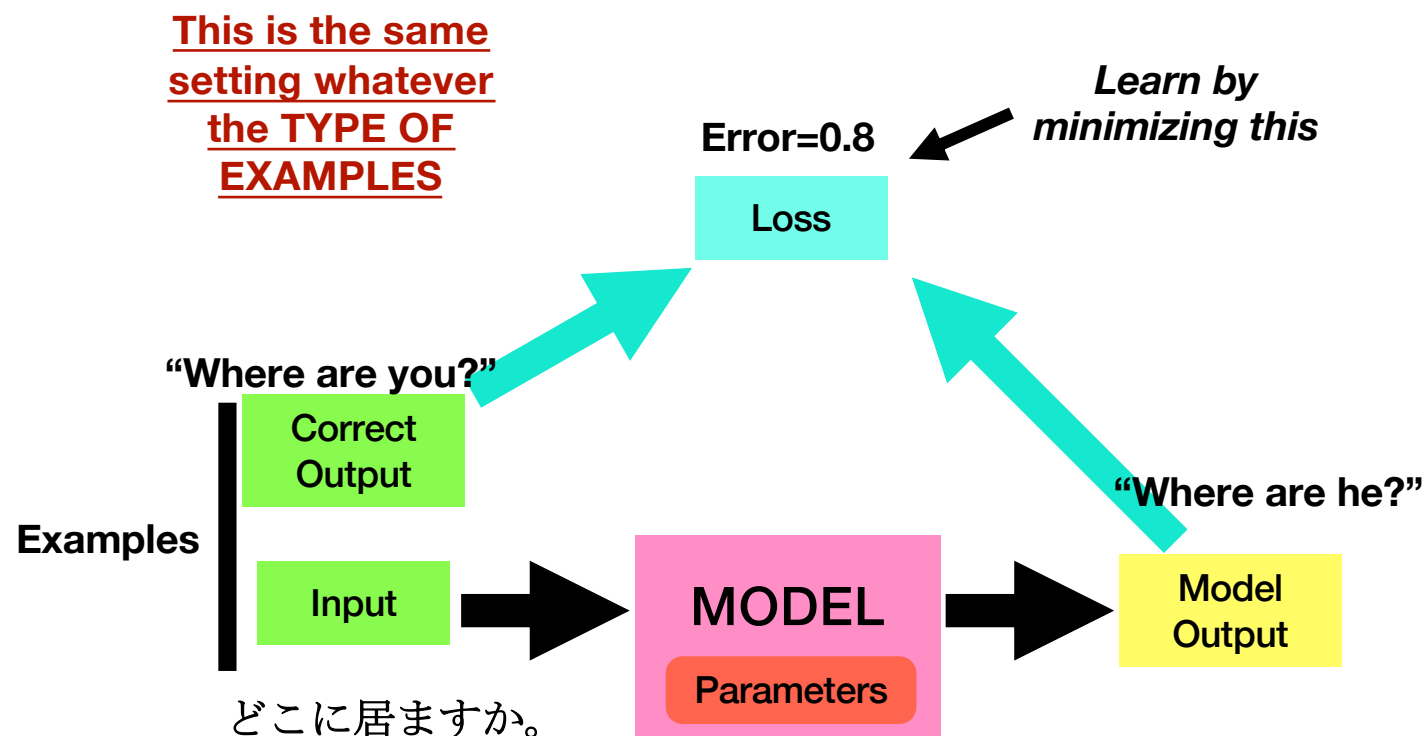 This is the same
setting whatever
the TYPE OF
EXAMPLES
Learn by
minimizing this
Error=0.8
Loss
“Where are you?”
Correct
Output
“Where are he?”
Examples
Input
MODEL
Parameters
Model
Output
どこに居ますか。